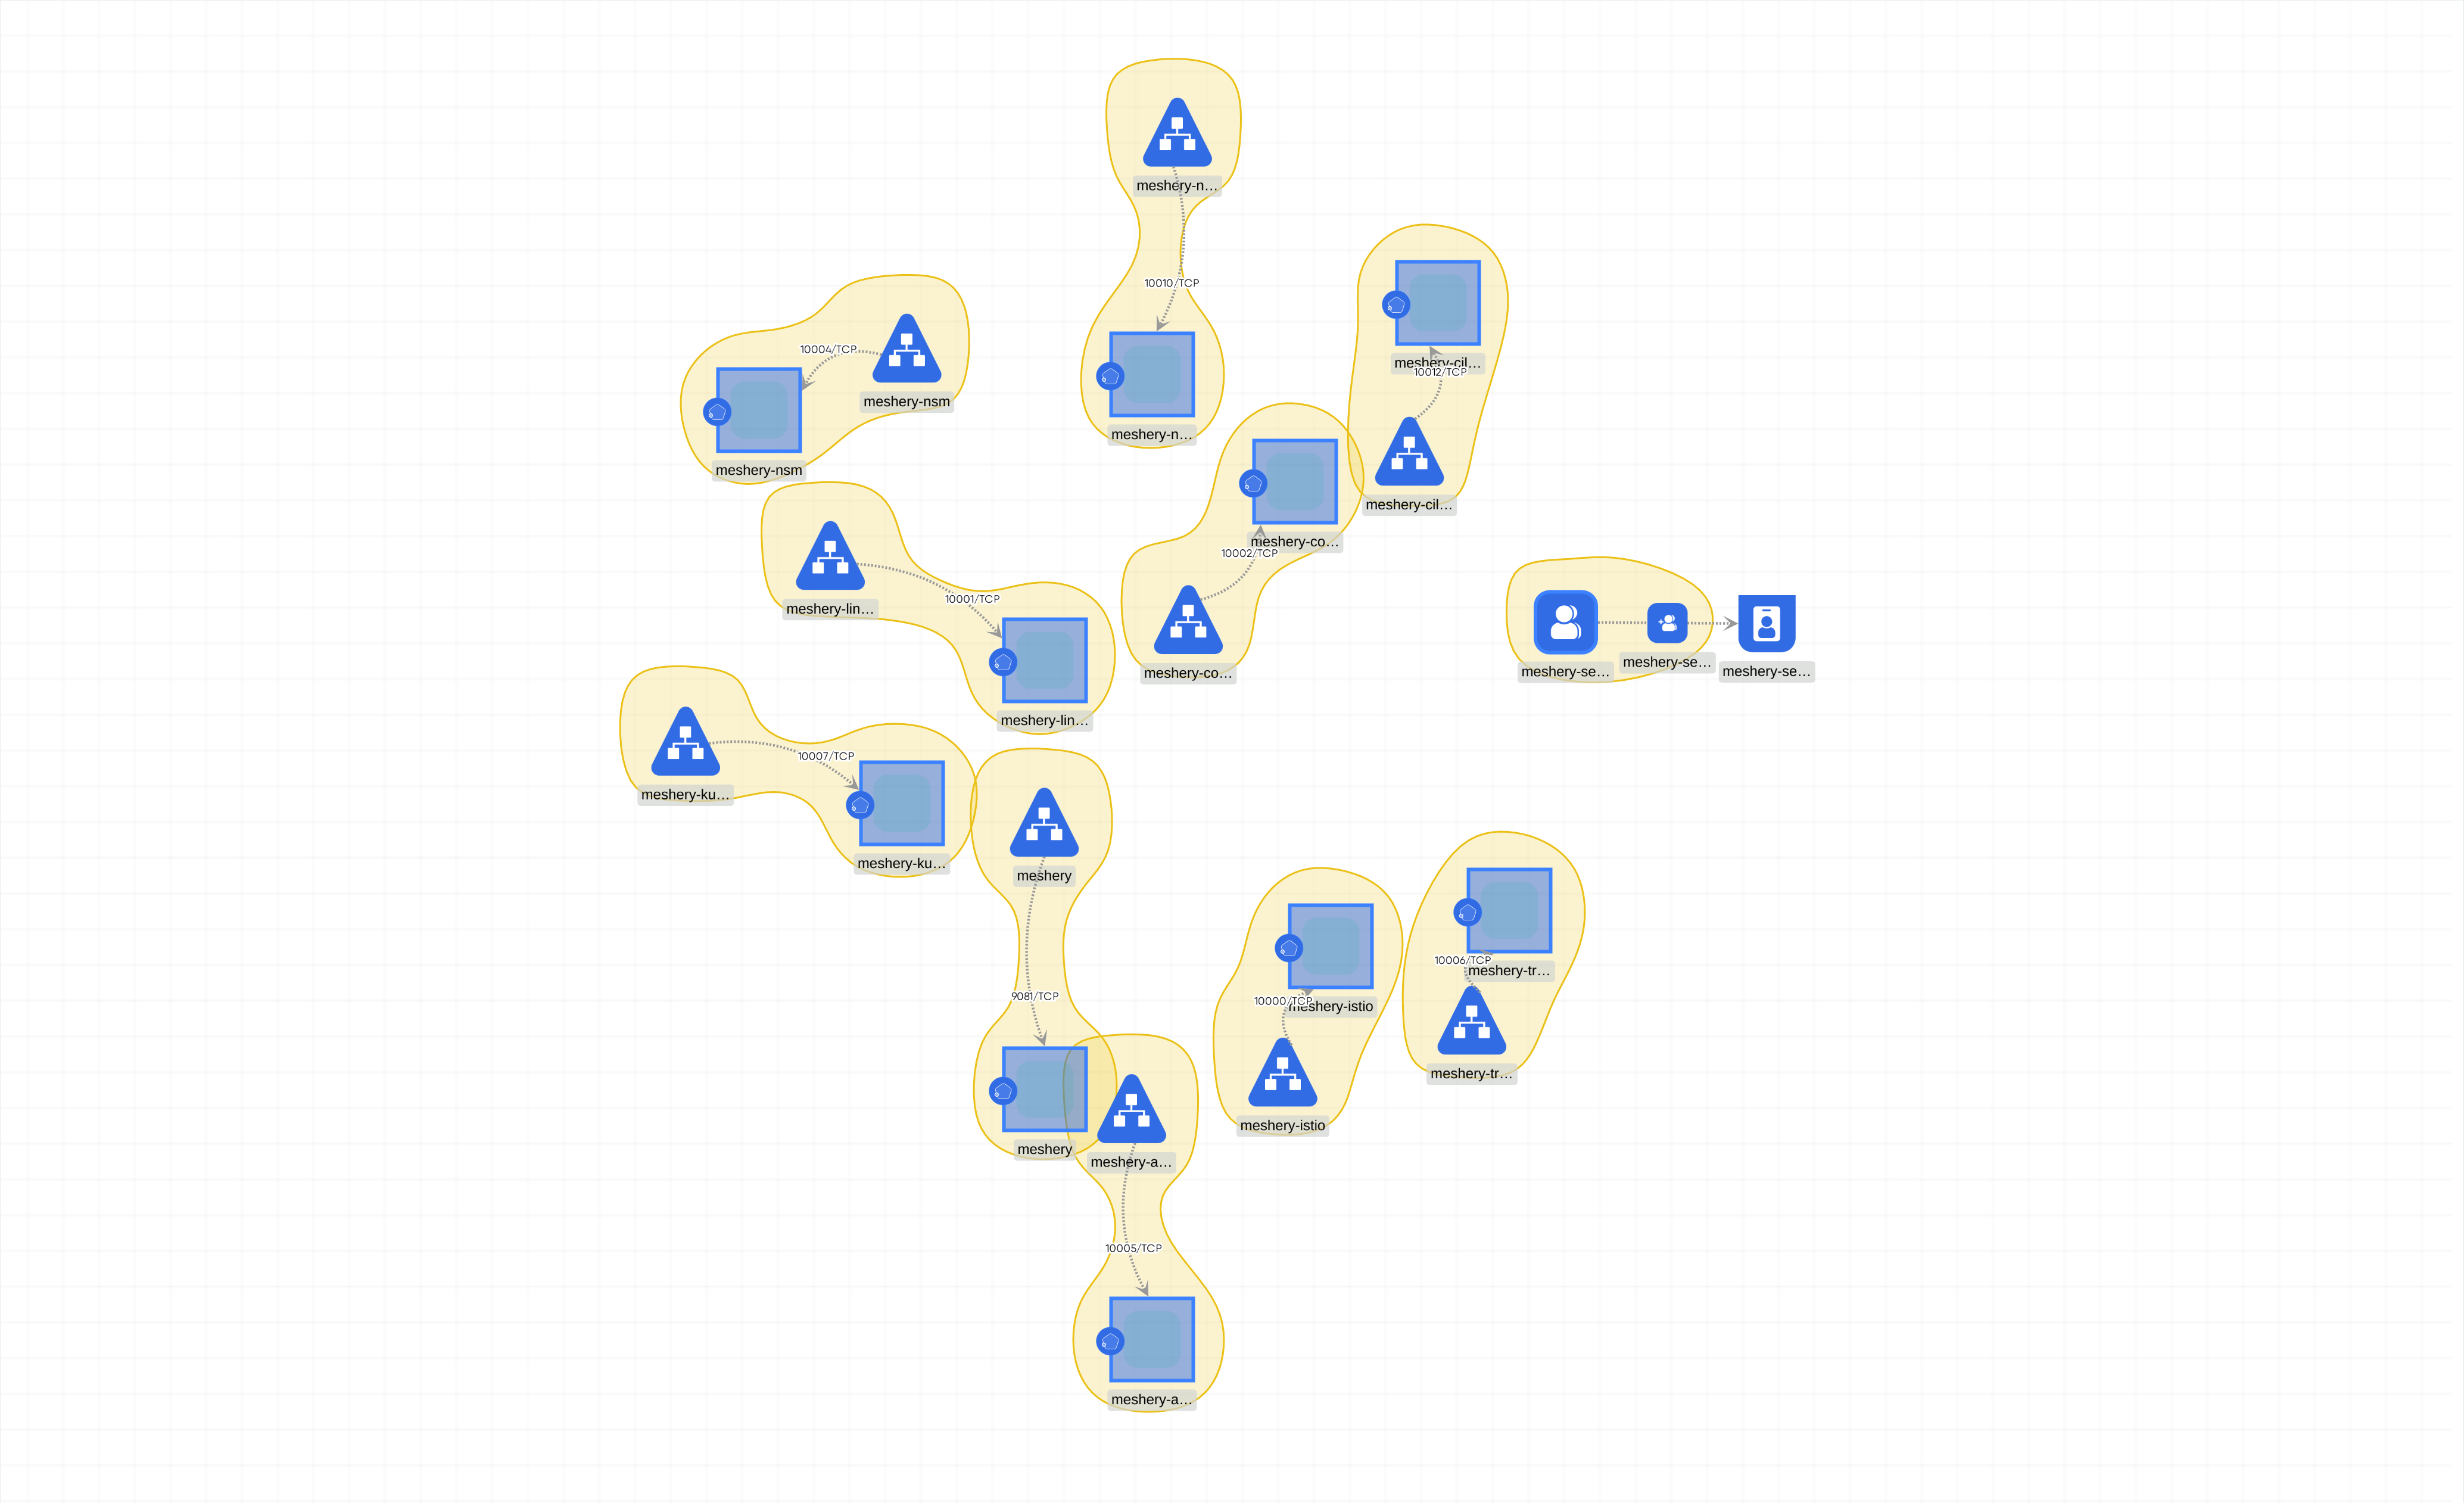 meshery-n…
10010/TCP
meshery-n…
10004/TCP
meshery-nsm
meshery-nsm
meshery-cil…
10012/TCP
meshery-cil…
meshery-co…
10002/TCP
meshery-co…
meshery-lin…
10001/TCP
meshery-lin…
meshery-se…
meshery-se…
meshery-se…
meshery-ku…
10007/TCP
meshery-ku…
meshery
9081/TCP
meshery
meshery-a…
10005/TCP
meshery-a…
10000/TCP
meshery-istio
meshery-istio
10006/TCP
meshery-tr…
meshery-tr…